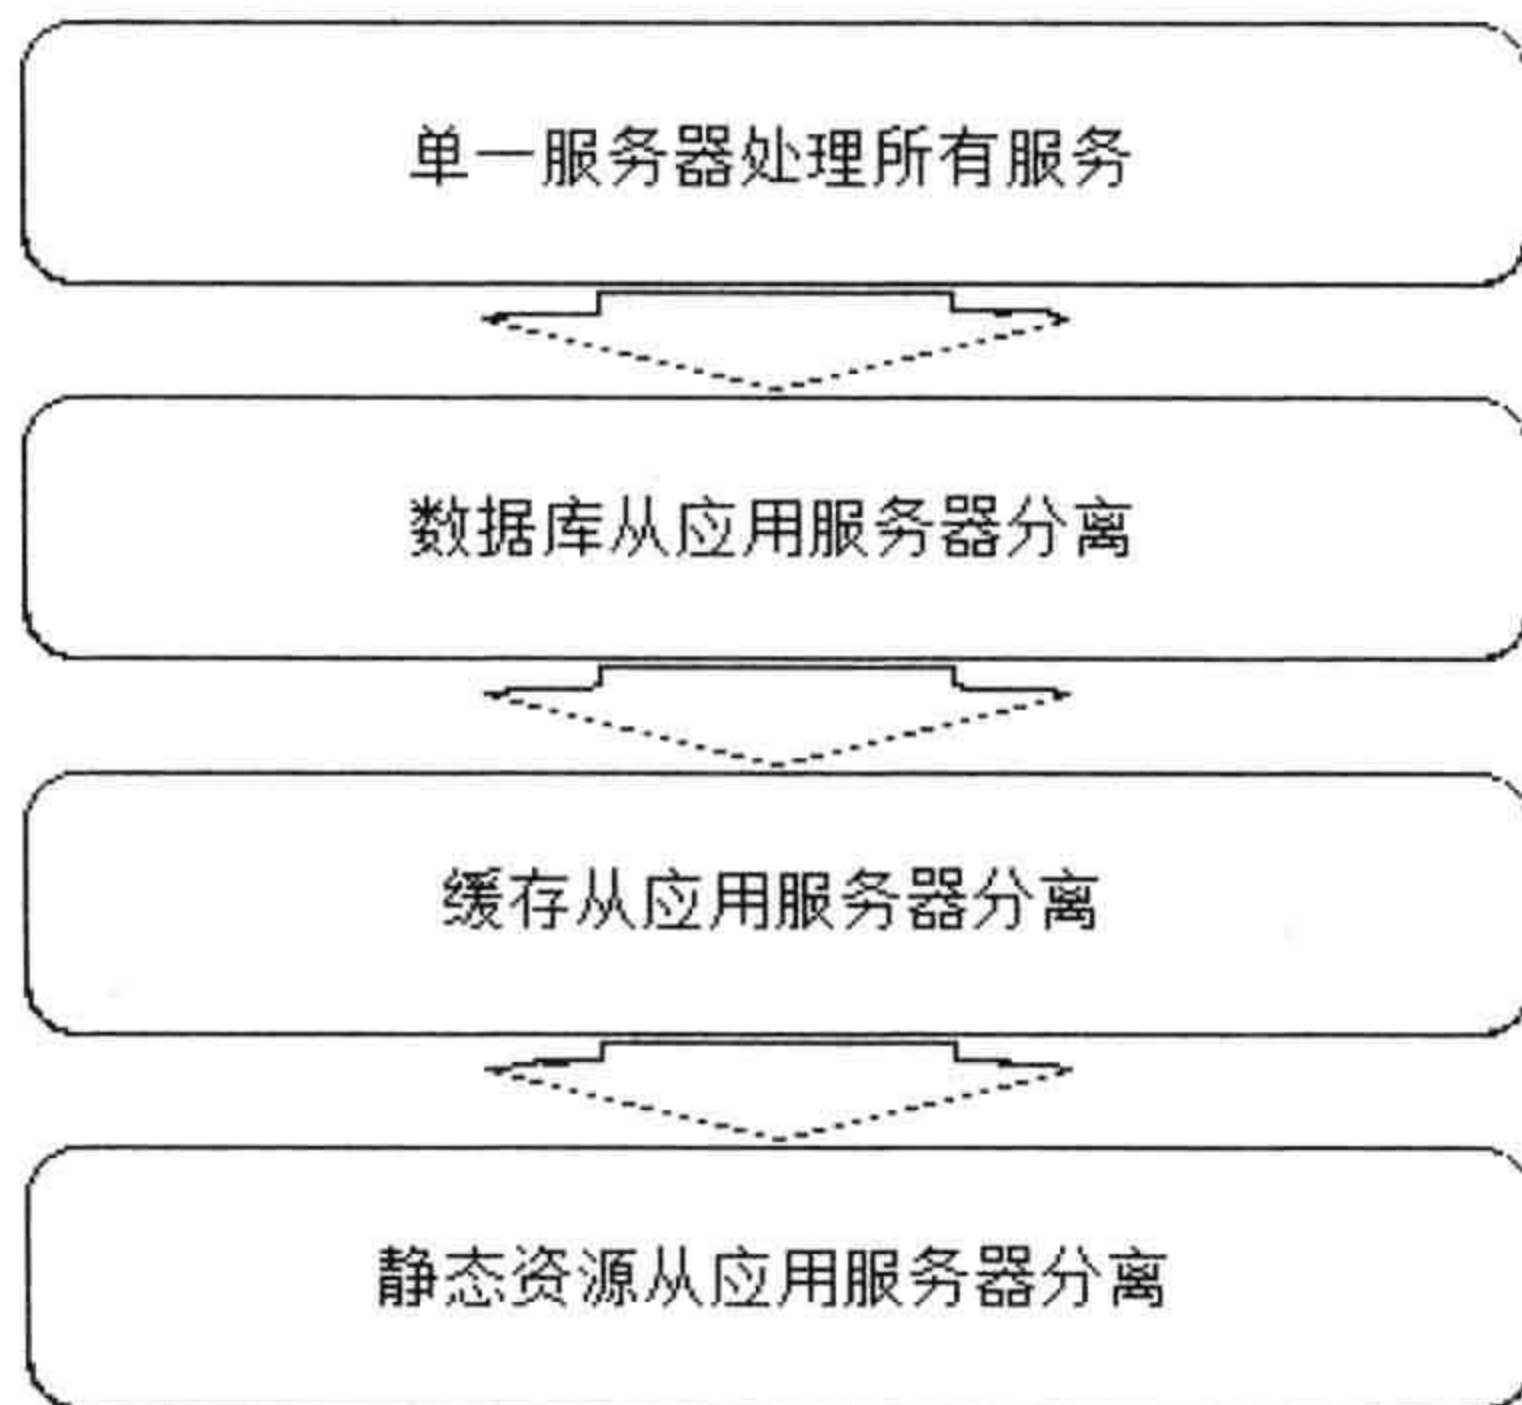 单一服务器处理所有服务
数据库从应用服务器分离
缓存从应用服务器分离
静态资源从应用服务器分离